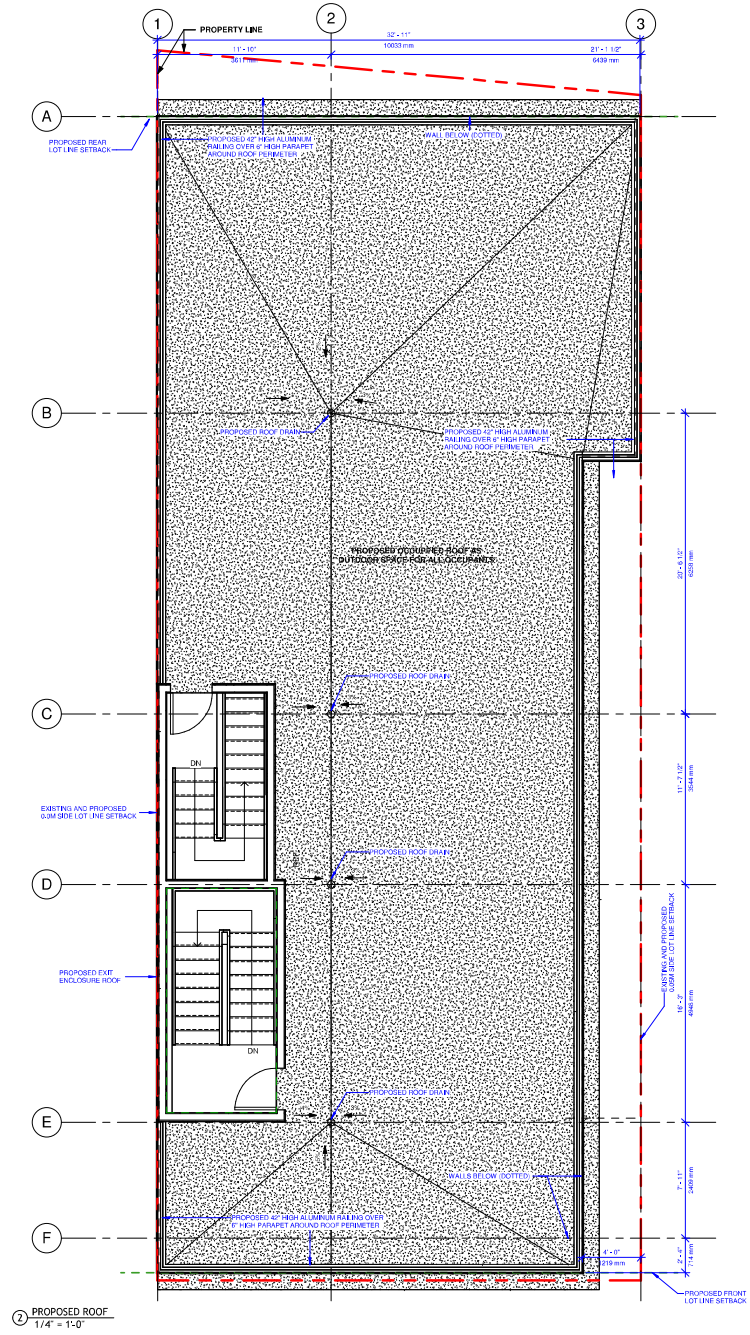 1
2
3
PROPERTY LINE
32' - 11"
10033 mm
11' - 10"
3611 mm
21' - 1 1/2"
6439 mm
A
PROPOSED REAR
LOT LINE SETBACK
PROPOSED 42" HIGH ALUMINUM
RAILING OVER 6" HIGH PARAPET
AROUND ROOF PERIMETER
WALL BELOW (DOTTED)
B
PROPOSED ROOF DRAIN
PROPOSED 42" HIGH ALUMINUM
RAILING OVER 6" HIGH PARAPET
AROUND ROOF PERIMETER
PROPOSED OCCUPIED ROOF AS
OUTDOOR SPACE FOR ALL OCCUPANTS
20' - 6 1/2"
6258 mm
PROPOSED ROOF DRAIN
C
DN
11' - 7 1/2"
3544 mm
EXISTING AND PROPOSED
0.0M SIDE LOT LINE SETBACK
PROPOSED ROOF DRAIN
D
EXISTING AND PROPOSED
0.05M SIDE LOT LINE SETBACK
16' - 3"
4948 mm
PROPOSED EXIT
ENCLOSURE ROOF
DN
PROPOSED ROOF DRAIN
E
7' - 11"
2409 mm
WALLS BELOW (DOTTED)
PROPOSED 42" HIGH ALUMINUM RAILING OVER
6" HIGH PARAPET AROUND ROOF PERIMETER
F
4' - 0"
1219 mm
2' - 4"
714 mm
PROPOSED FRONT
LOT LINE SETBACK
2
PROPOSED ROOF
1/4" = 1'-0"